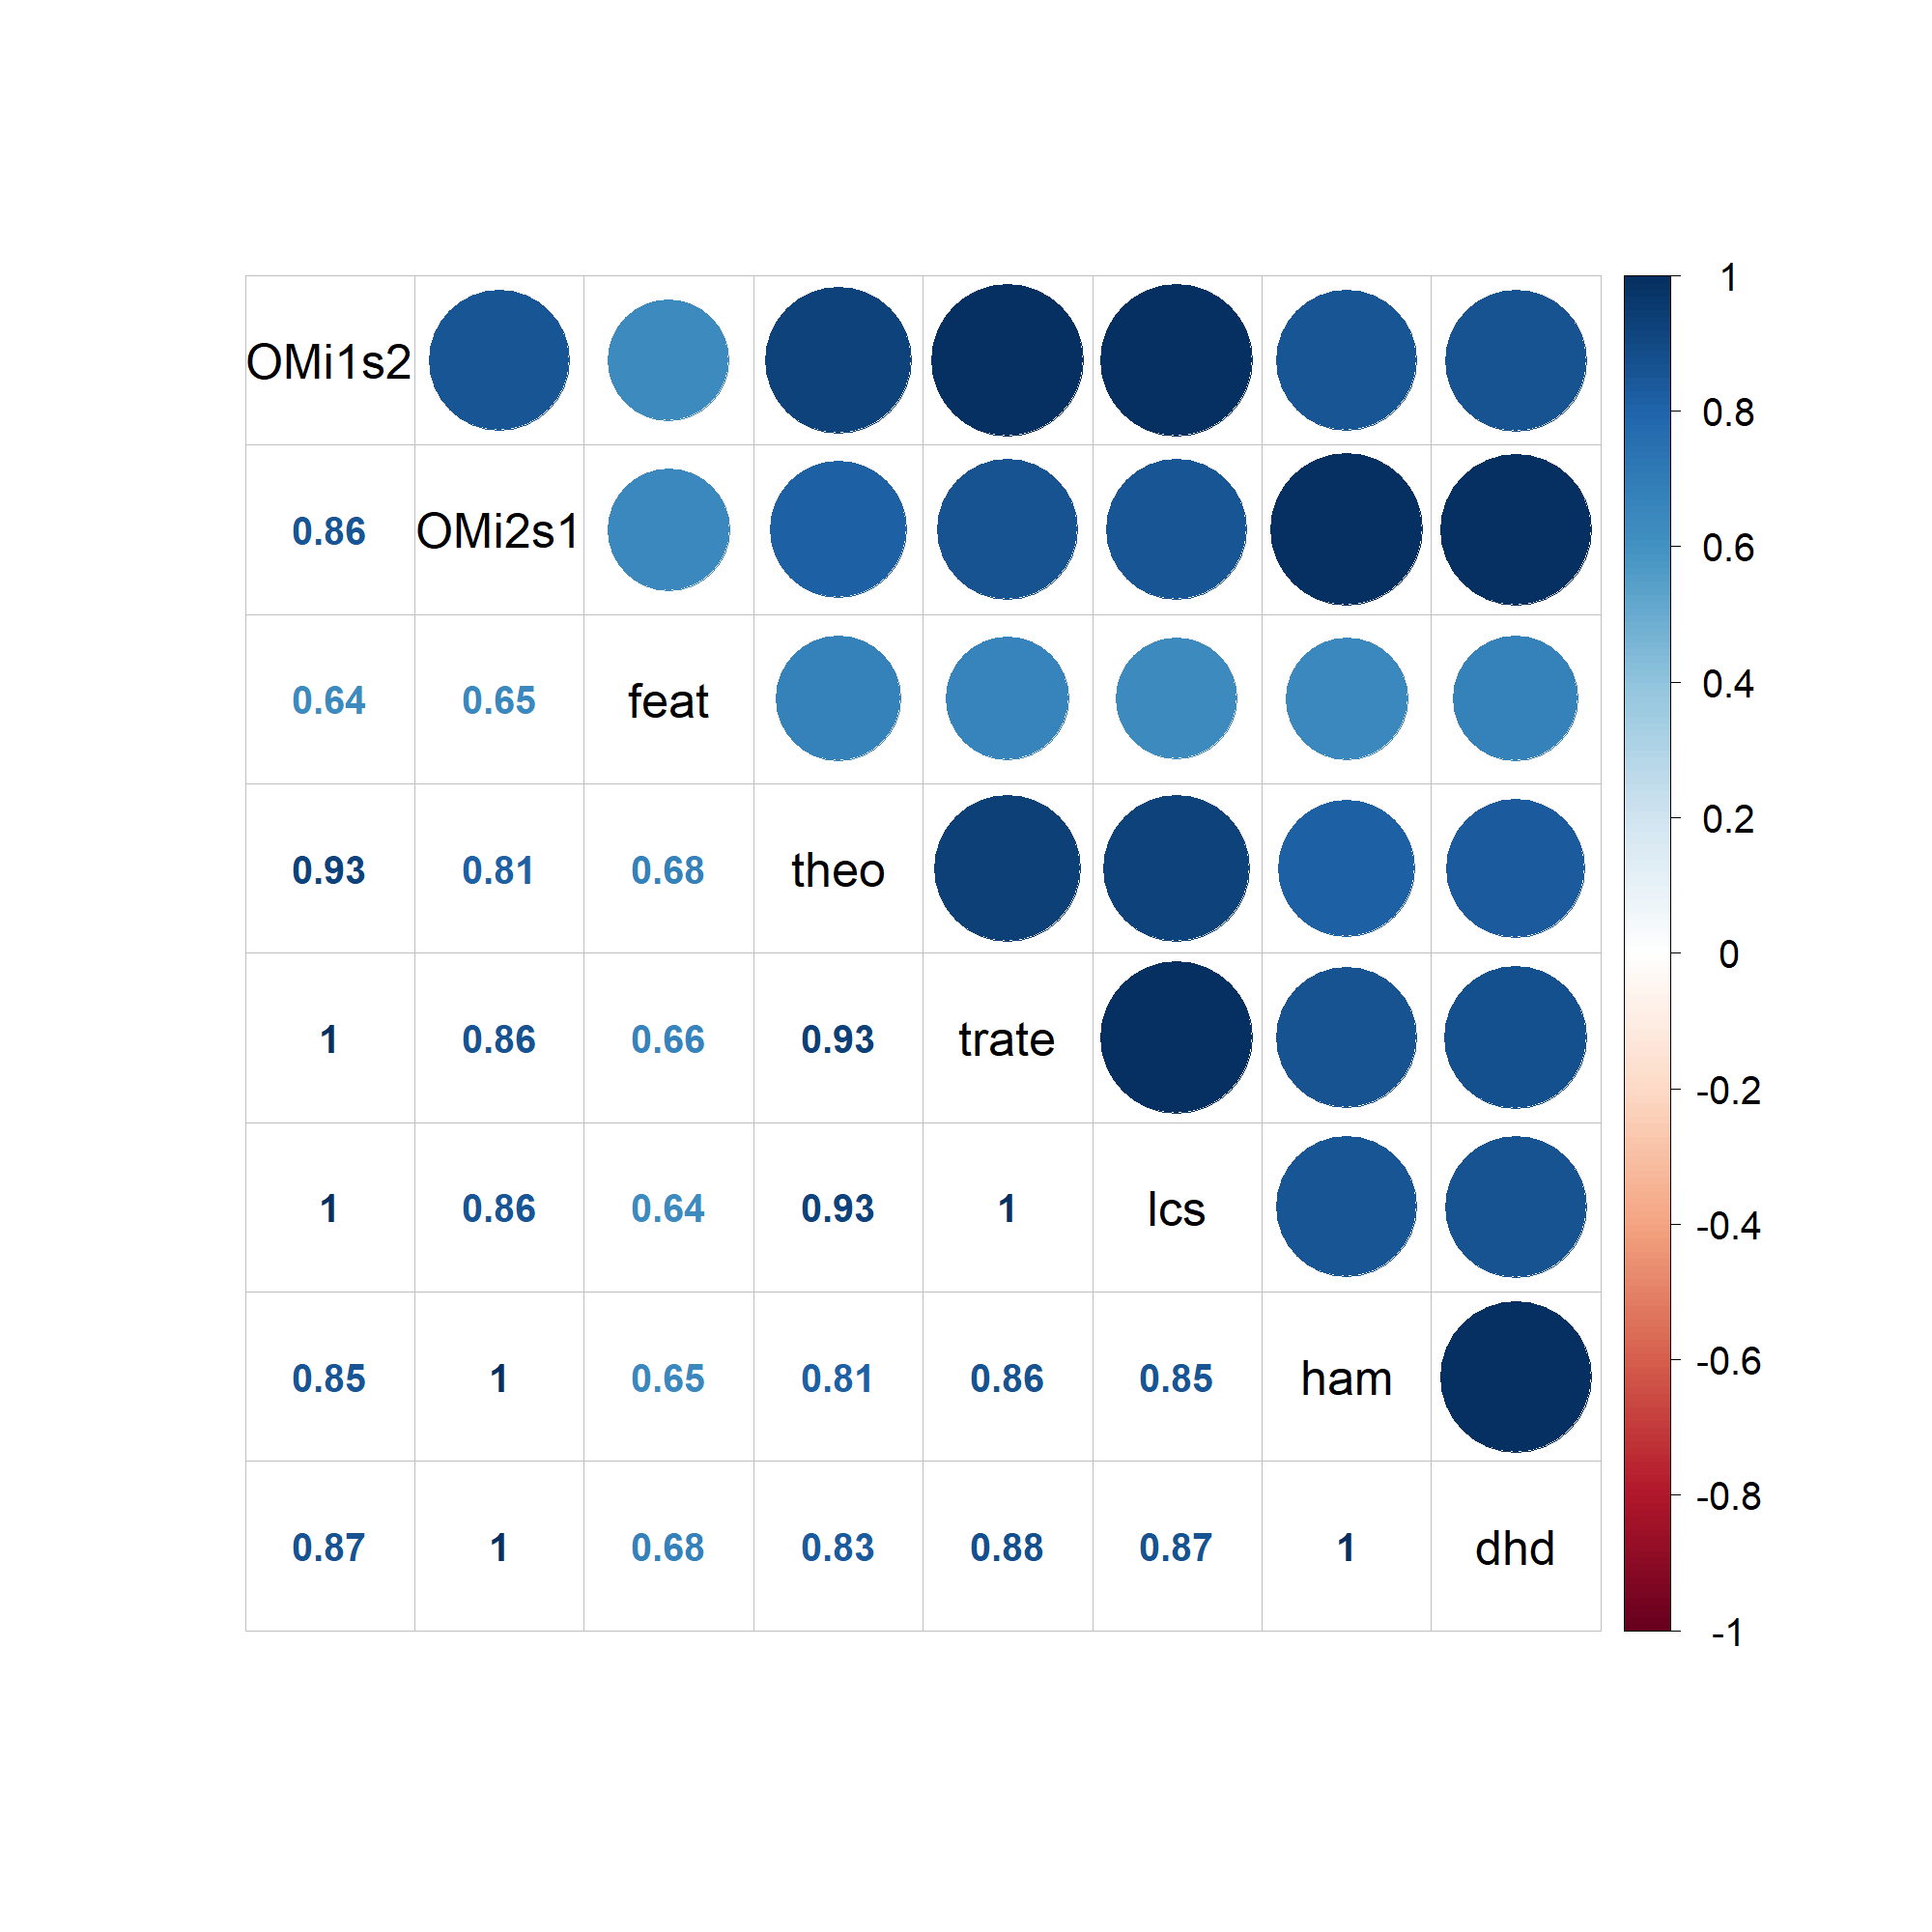 OMi1s2
0.86 OMi2s1
0.64 0.65 feat
0.93 0.81 0.68 theo
1 0.86 0.66 0.93 trate
1 0.86 0.64 0.93 1 lcs
0.85 1 0.65 0.81 0.86 0.85 ham
0.87 1 0.68 0.83 0.88 0.87 1 dhd
1
0.8
0.6
0.4
0.2
0
-0.2
-0.4
-0.6
-0.8
-1